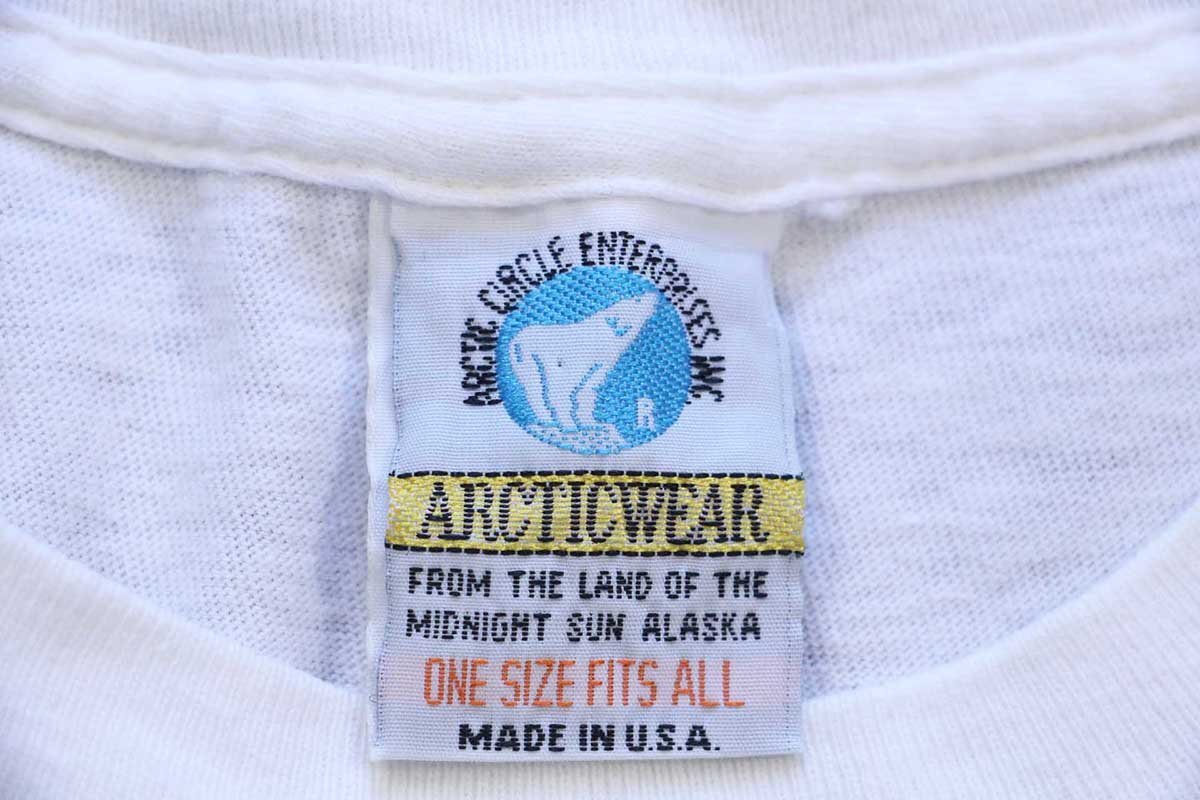 ARCTIC CIRCLE ENTERPRISES INC.
ARCTICWEAR
FROM THE LAND OF THE
MIDNIGHT SUN ALASKA
ONE SIZE FITS ALL
MADE IN U.S.A.